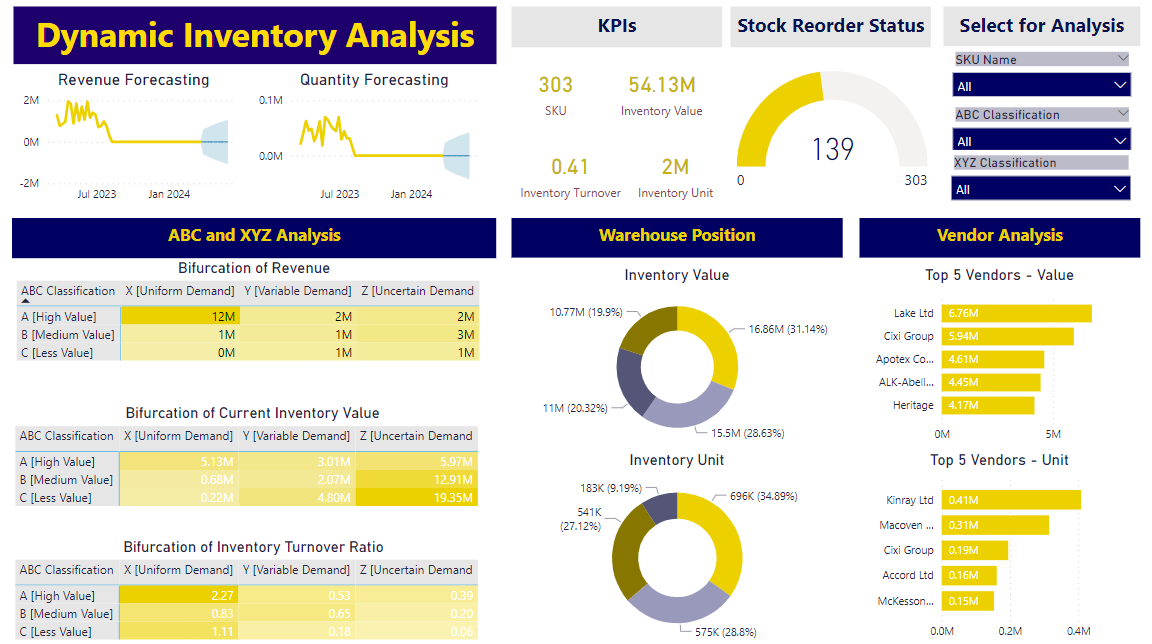 Dynamic Inventory Analysis
KPIs
Stock Reorder Status
Select for Analysis
Revenue Forecasting
2M
0M
-2M
Jul 2023 Jan 2024
Quantity Forecasting
0.1M
0.0M
Jul 2023 Jan 2024
303
SKU
54.13M
Inventory Value
0.41
Inventory Turnover
2M
Inventory Unit
139
0 303
SKU Name
All
ABC Classification
All
XYZ Classification
All
ABC and XYZ Analysis
Bifurcation of Revenue
ABC Classification X [Uniform Demand] Y [Variable Demand] Z [Uncertain Demand
A [High Value] 12M 2M 2M
B [Medium Value] 1M 1M 3M
C [Less Value] 0M 1M 1M
Bifurcation of Current Inventory Value
ABC Classification X [Uniform Demand] Y [Variable Demand] Z [Uncertain Demand
A [High Value] 5.13M 3.01M 5.97M
B [Medium Value] 0.68M 2.07M 12.91M
C [Less Value] 0.22M 4.80M 19.35M
Bifurcation of Inventory Turnover Ratio
ABC Classification X [Uniform Demand] Y [Variable Demand] Z [Uncertain Demand
A [High Value] 2.27 0.53 0.39
B [Medium Value] 0.83 0.65 0.20
C [Less Value] 1.11 0.18 0.06
Warehouse Position
Inventory Value
10.77M (19.9%)
16.86M (31.14%)
11M (20.32%)
15.5M (28.63%)
Inventory Unit
183K (9.19%)
696K (34.89%)
541K
(27.12%)
575K (28.8%)
Vendor Analysis
Top 5 Vendors - Value
Lake Ltd 6.76M
Cixi Group 5.94M
Apotex Co... 4.61M
ALK-Abell... 4.45M
Heritage 4.17M
0M 5M
Top 5 Vendors - Unit
Kinray Ltd 0.41M
Macoven ... 0.31M
Cixi Group 0.19M
Accord Ltd 0.16M
McKesson... 0.15M
0.0M 0.2M 0.4M